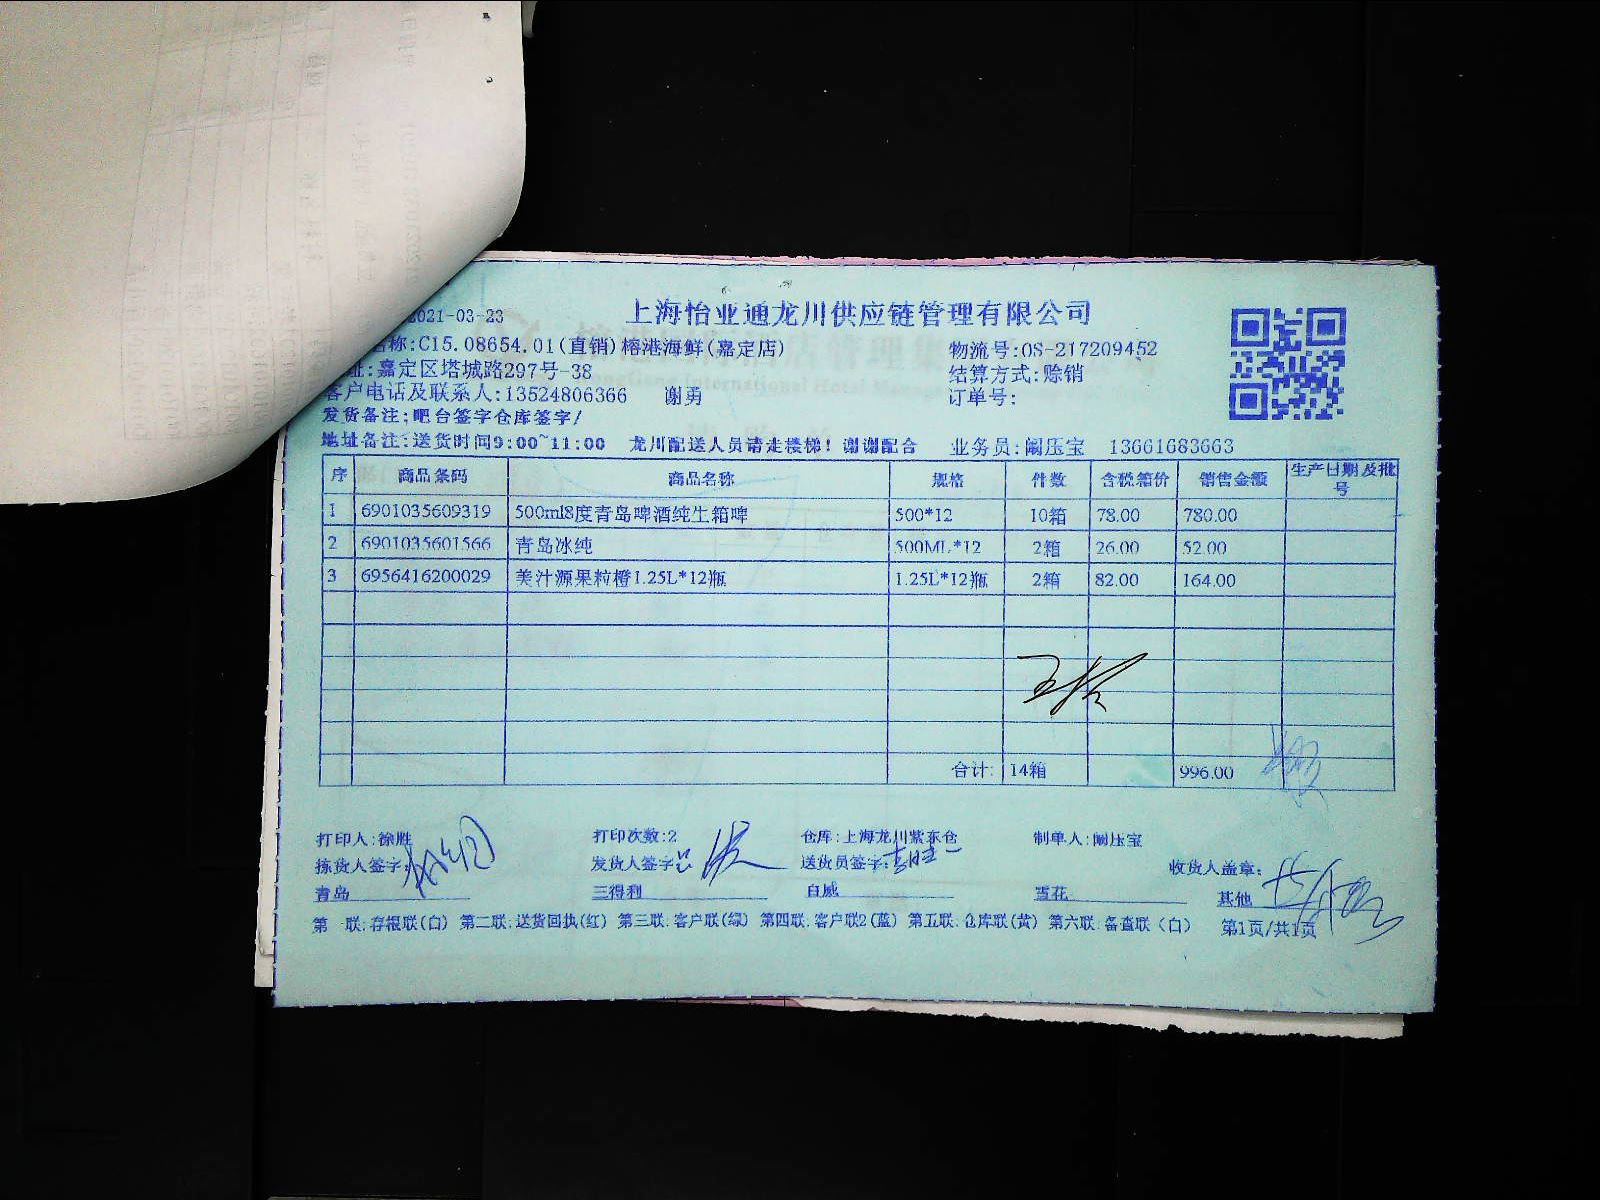 上海怡亚通龙川供应链管理有限公司
2021-03-23
名称:C15.08654.01(直销)榕港海鲜(嘉定店) 物流号:OS-217209452
址:嘉定区塔城路297号-38 结算方式:赊销
客户电话及联系人:13524806366 谢勇 订单号:
发货备注:吧台签字仓库签字/
地址备注:送货时间9:00~11:00 龙川配送人员请走楼梯！谢谢配合 业务员:阚压宝 13661683663
序 商品条码 商品名称 规格 件数 含税箱价 销售金额 生产日期及批号
1 6901035609319 500ml8度青岛啤酒纯生箱啤 500*12 10箱 78.00 780.00
2 6901035601566 青岛冰纯 500ML*12 2箱 26.00 52.00
3 6956416200029 美汁源果粒橙1.25L*12瓶 1.25L*12瓶 2箱 82.00 164.00
合计: 14箱 996.00
打印人:徐胜 打印次数:2 仓库:上海龙川紫东仓 制单人:阚压宝
拣货人签字: 发货人签字: 送货员签字: 收货人盖章:
青岛 三得利 百威 雪花 其他
第一联:存根联(白) 第二联:送货回执(红) 第三联:客户联(绿) 第四联:客户联2(蓝) 第五联:仓库联(黄) 第六联:备查联(白) 第1页/共1页